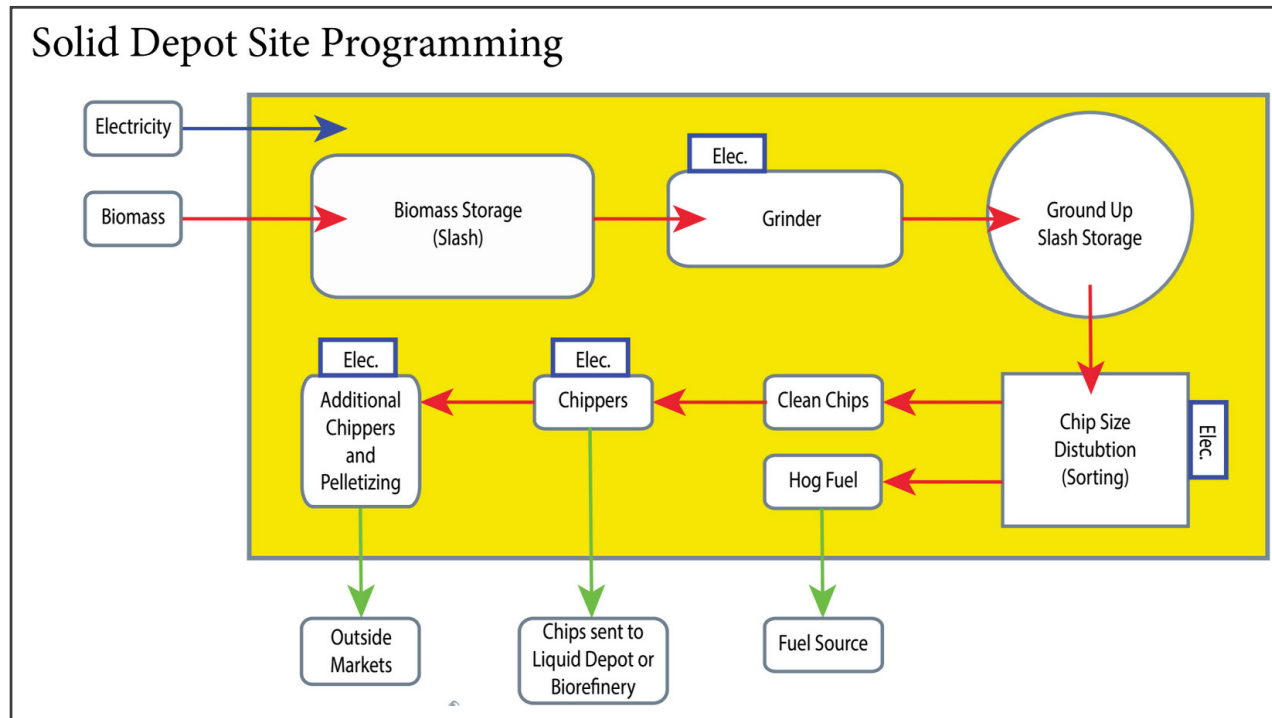 Solid Depot Site Programming
Electricity
Biomass
Biomass Storage
(Slash)
Elec.
Grinder
Ground Up
Slash Storage
Elec.
Additional
Chippers
and
Pelletizing
Elec.
Chippers
Clean Chips
Hog Fuel
Chip Size
Distubtion
(Sorting)
Elec.
Outside
Markets
Chips sent to
Liquid Depot or
Biorefinery
Fuel Source